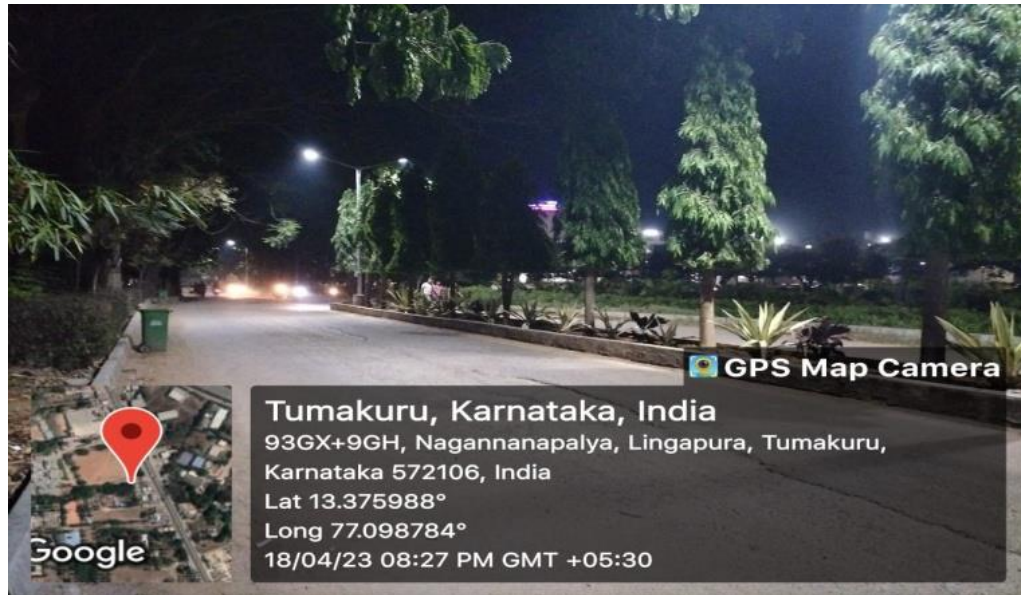 GPS Map Camera
Tumakuru, Karnataka, India
93GX+9GH, Nagannanapalya, Lingapura, Tumakuru,
Karnataka 572106, India
Lat 13.375988°
Long 77.098784°
18/04/23 08:27 PM GMT +05:30
Google